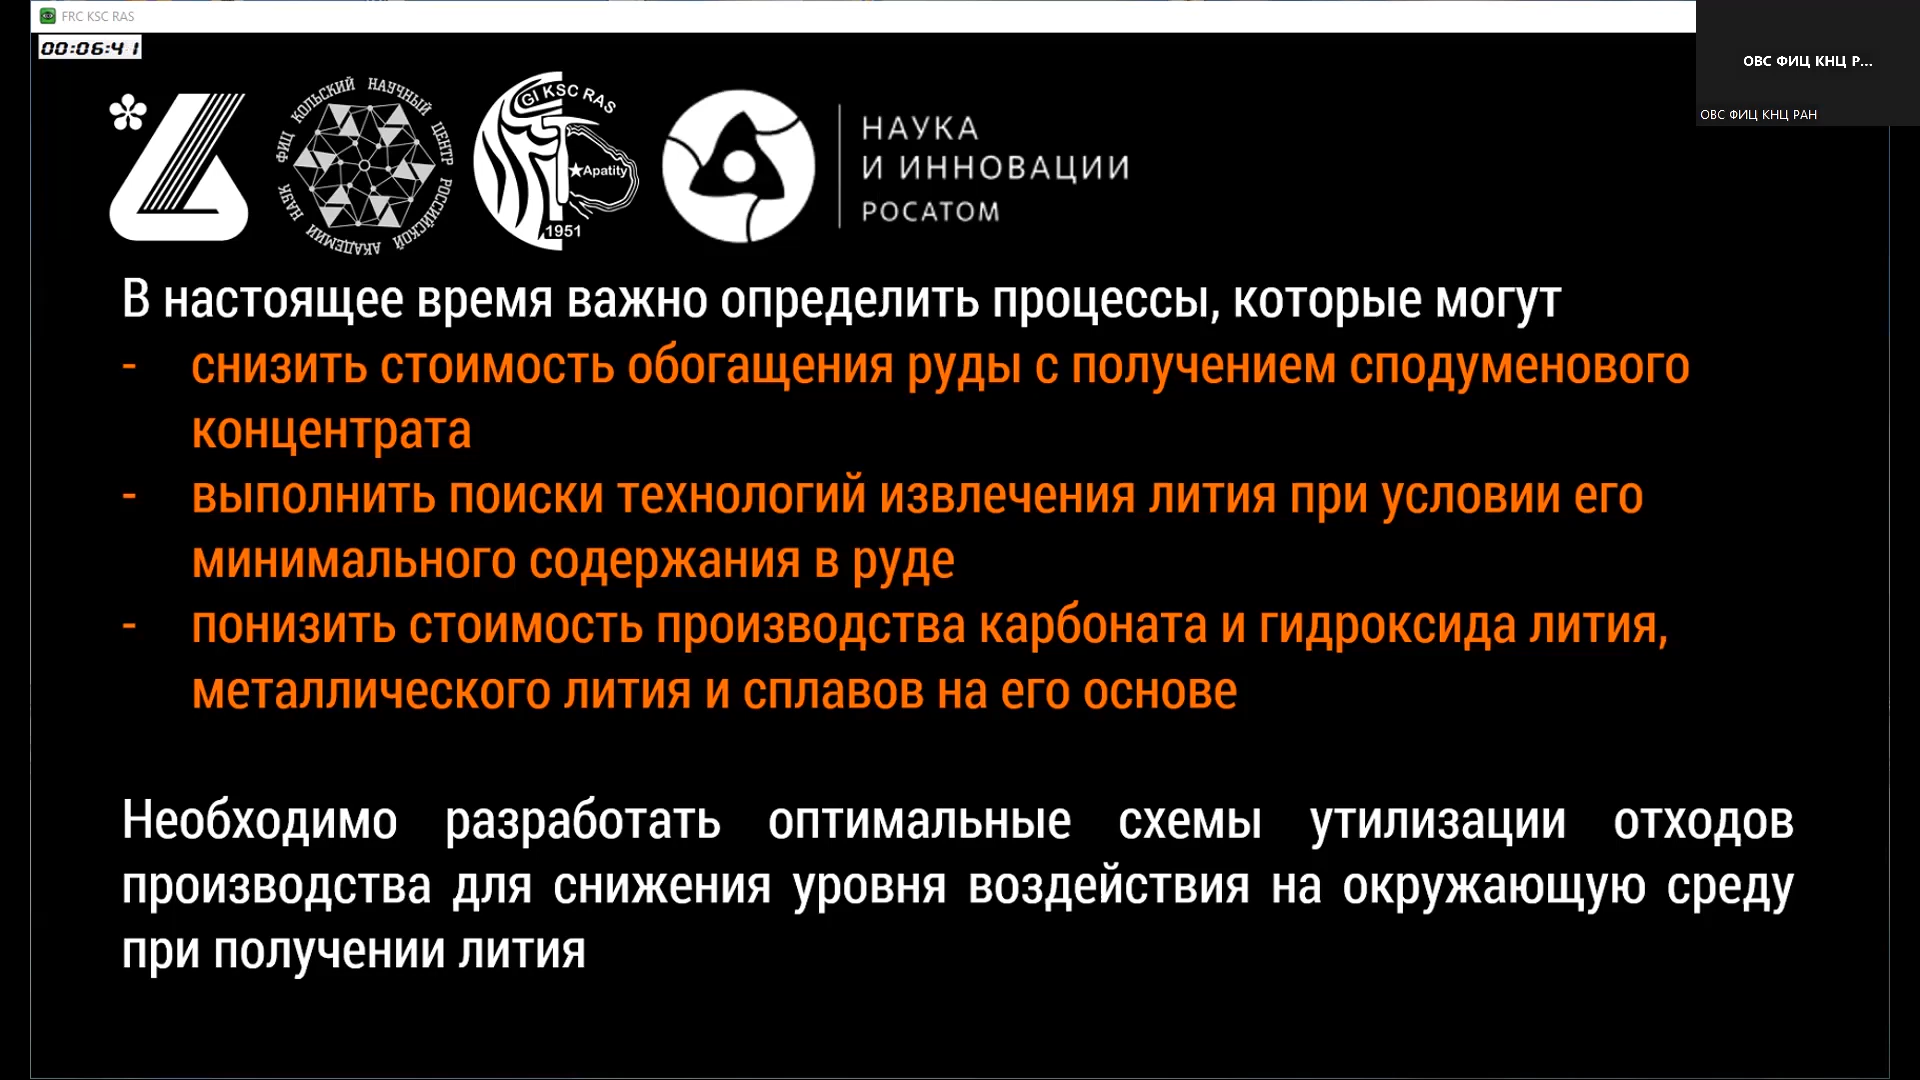 FRC KSC RAS
00:06:41
ОВС ФИЦ КНЦ Р...
ОВС ФИЦ КНЦ РАН
ФИЦ КОЛЬСКИЙ НАУЧНЫЙ ЦЕНТР РОССИЙСКОЙ АКАДЕМИИ НАУК
GI KSC RAS
Apatity
1951
НАУКА
И ИННОВАЦИИ
РОСАТОМ
В настоящее время важно определить процессы, которые могут
- снизить стоимость обогащения руды с получением сподуменового
концентрата
- выполнить поиски технологий извлечения лития при условии его
минимального содержания в руде
- понизить стоимость производства карбоната и гидроксида лития,
металлического лития и сплавов на его основе
Необходимо разработать оптимальные схемы утилизации отходов
производства для снижения уровня воздействия на окружающую среду
при получении лития